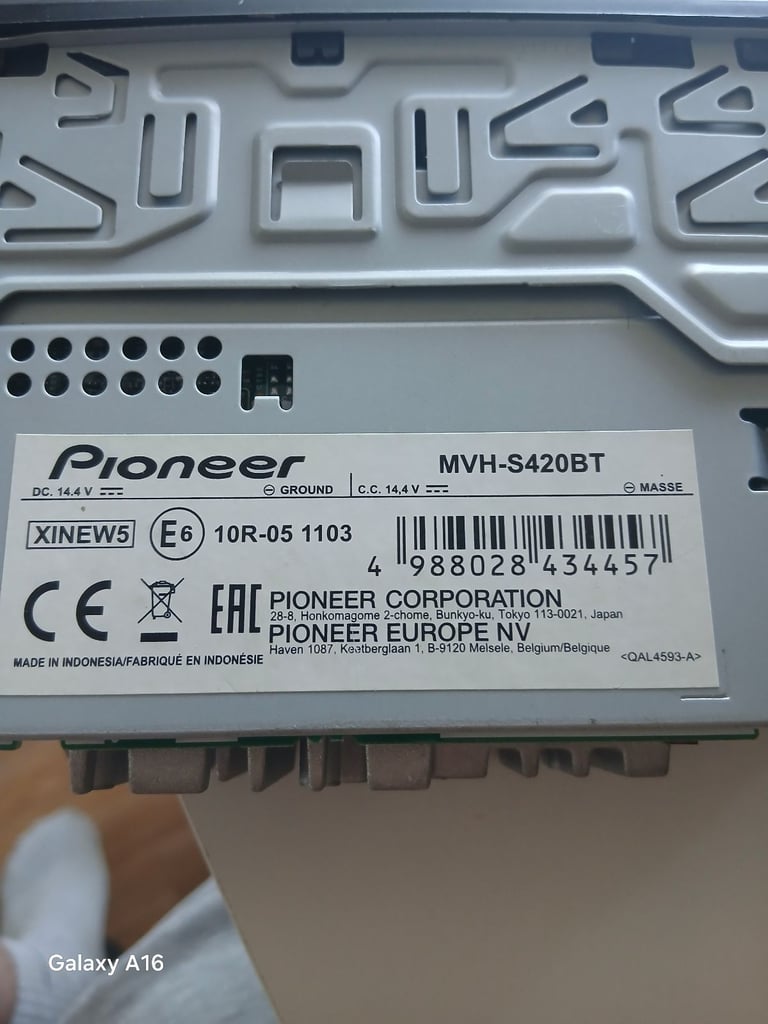 Pioneer MVH-S420BT
DC. 14.4 V ⊖ GROUND C.C. 14,4 V ⊖ MASSE
XINEW5 E6 10R-05 1103
4 988028 434457
CE EAC PIONEER CORPORATION
28-8, Honkomagome 2-chome, Bunkyo-ku, Tokyo 113-0021, Japan
PIONEER EUROPE NV
Haven 1087, Keetberglaan 1, B-9120 Melsele, Belgium/Belgique
MADE IN INDONESIA/FABRIQUÉ EN INDONÉSIE <QAL4593-A>
Galaxy A16